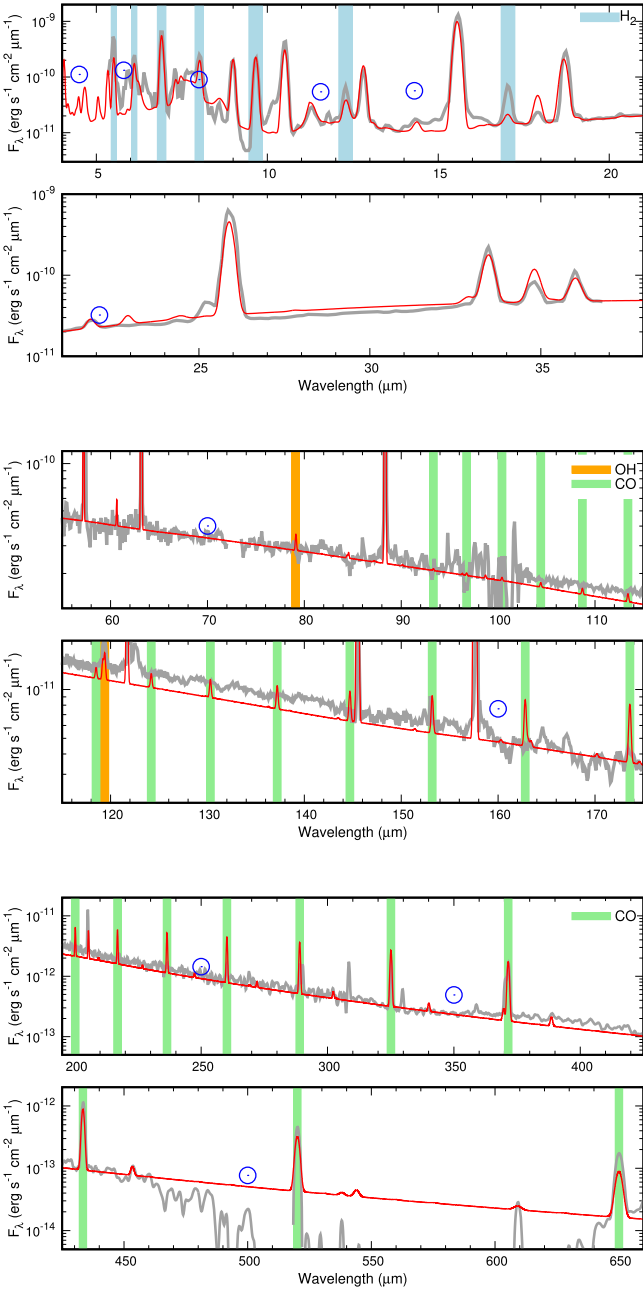 H₂
10⁻⁹
10⁻¹⁰
10⁻¹¹
F_λ (erg s⁻¹ cm⁻² μm⁻¹)
5 10 15 20
10⁻⁹
10⁻¹⁰
10⁻¹¹
F_λ (erg s⁻¹ cm⁻² μm⁻¹)
25 30 35
Wavelength (μm)
10⁻¹⁰
OH
CO
F_λ (erg s⁻¹ cm⁻² μm⁻¹)
60 70 80 90 100 110
10⁻¹¹
F_λ (erg s⁻¹ cm⁻² μm⁻¹)
120 130 140 150 160 170
Wavelength (μm)
10⁻¹¹
CO
10⁻¹²
10⁻¹³
F_λ (erg s⁻¹ cm⁻² μm⁻¹)
200 250 300 350 400
10⁻¹²
10⁻¹³
10⁻¹⁴
F_λ (erg s⁻¹ cm⁻² μm⁻¹)
450 500 550 600 650
Wavelength (μm)